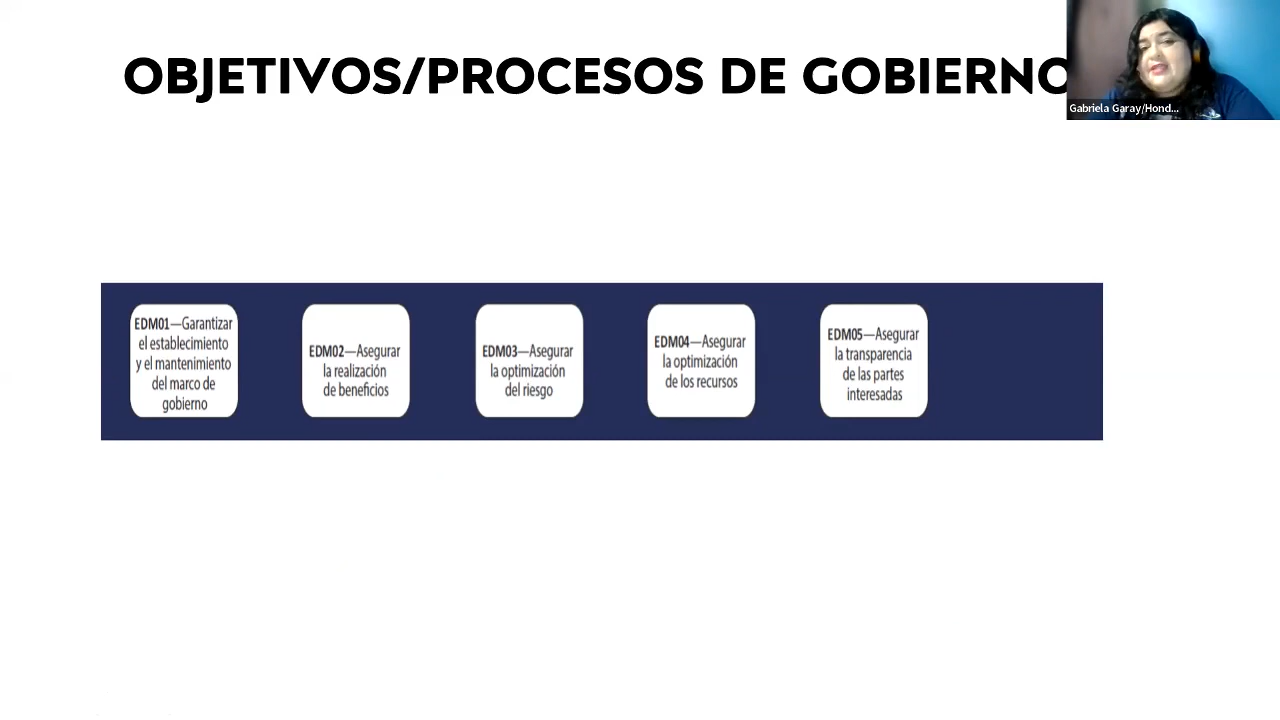 OBJETIVOS/PROCESOS DE GOBIERNO
Gabriela Garay/Hond...
EDM01—Garantizar
el establecimiento
y el mantenimiento
del marco de
gobierno
EDM02—Asegurar
la realización
de beneficios
EDM03—Asegurar
la optimización
del riesgo
EDM04—Asegurar
la optimización
de los recursos
EDM05—Asegurar
la transparencia
de las partes
interesadas